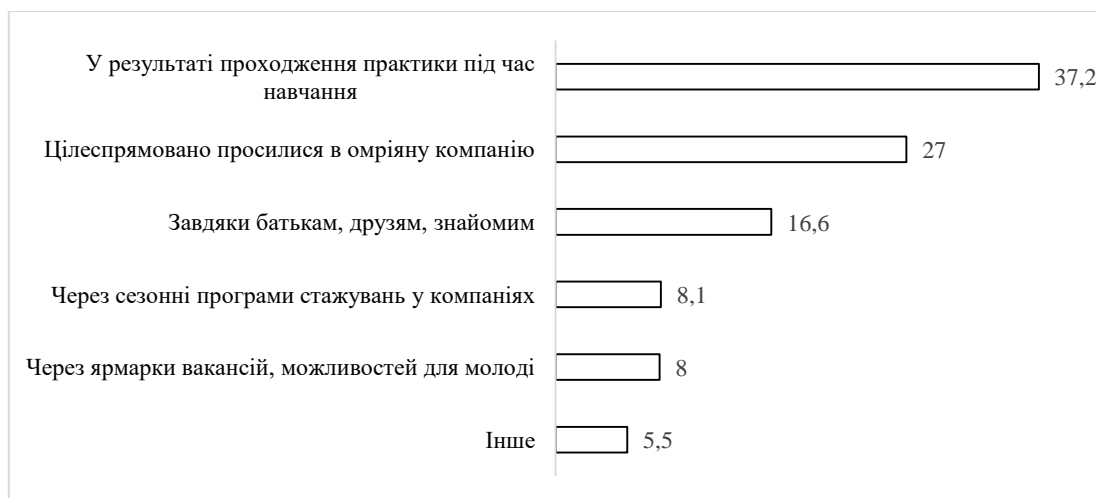 У результаті проходження практики під час
навчання
37,2
Цілеспрямовано просилися в омріяну компанію
27
Завдяки батькам, друзям, знайомим
16,6
Через сезонні програми стажувань у компаніях
8,1
Через ярмарки вакансій, можливостей для молоді
8
Інше
5,5